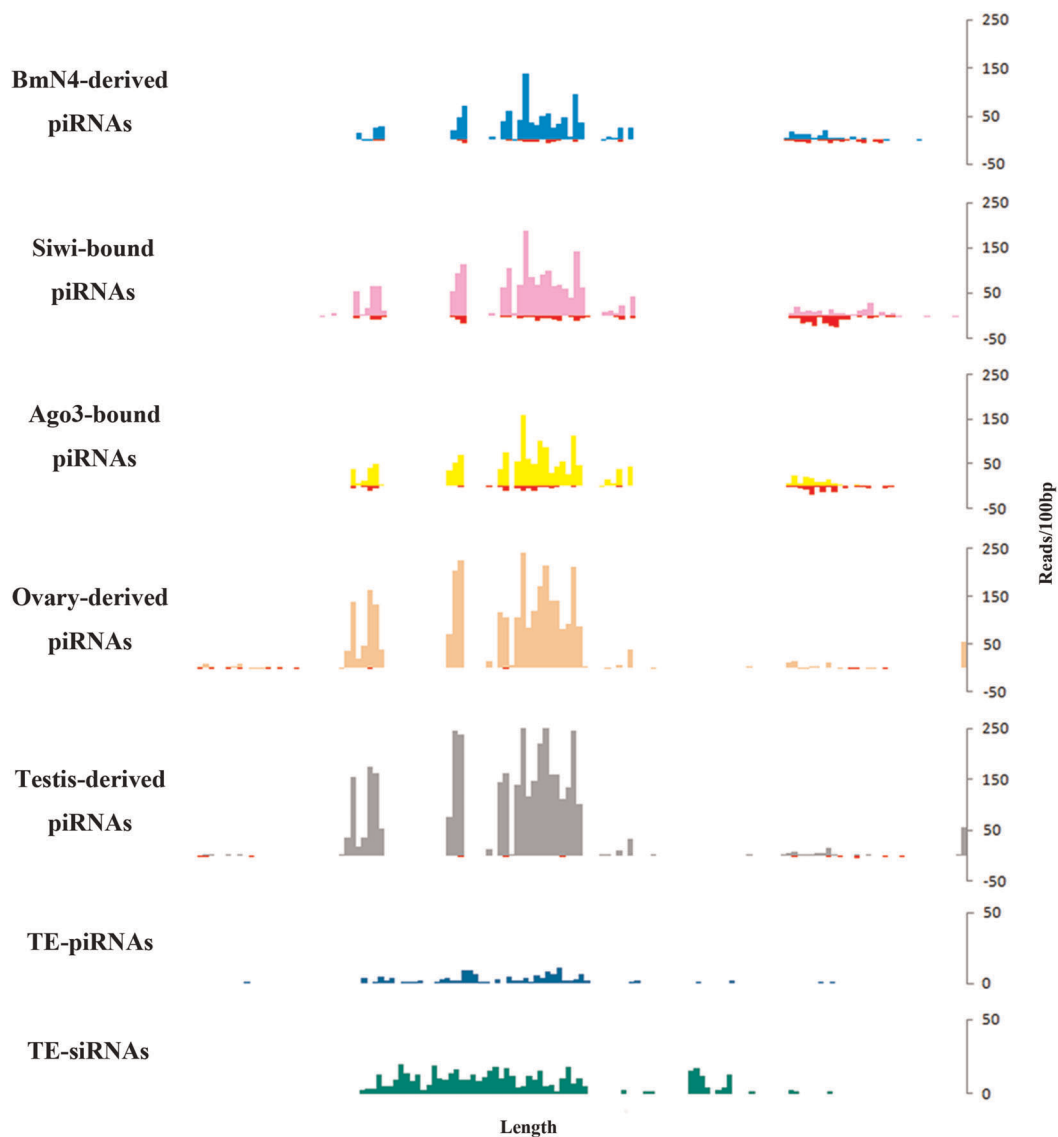 250
BmN4-derived
150
piRNAs
50
-50
250
Siwi-bound
150
piRNAs
50
-50
250
Ago3-bound
150
piRNAs
50
-50
Reads/100bp
250
Ovary-derived
150
piRNAs
50
-50
250
Testis-derived
150
piRNAs
50
-50
50
TE-piRNAs
0
50
TE-siRNAs
0
Length